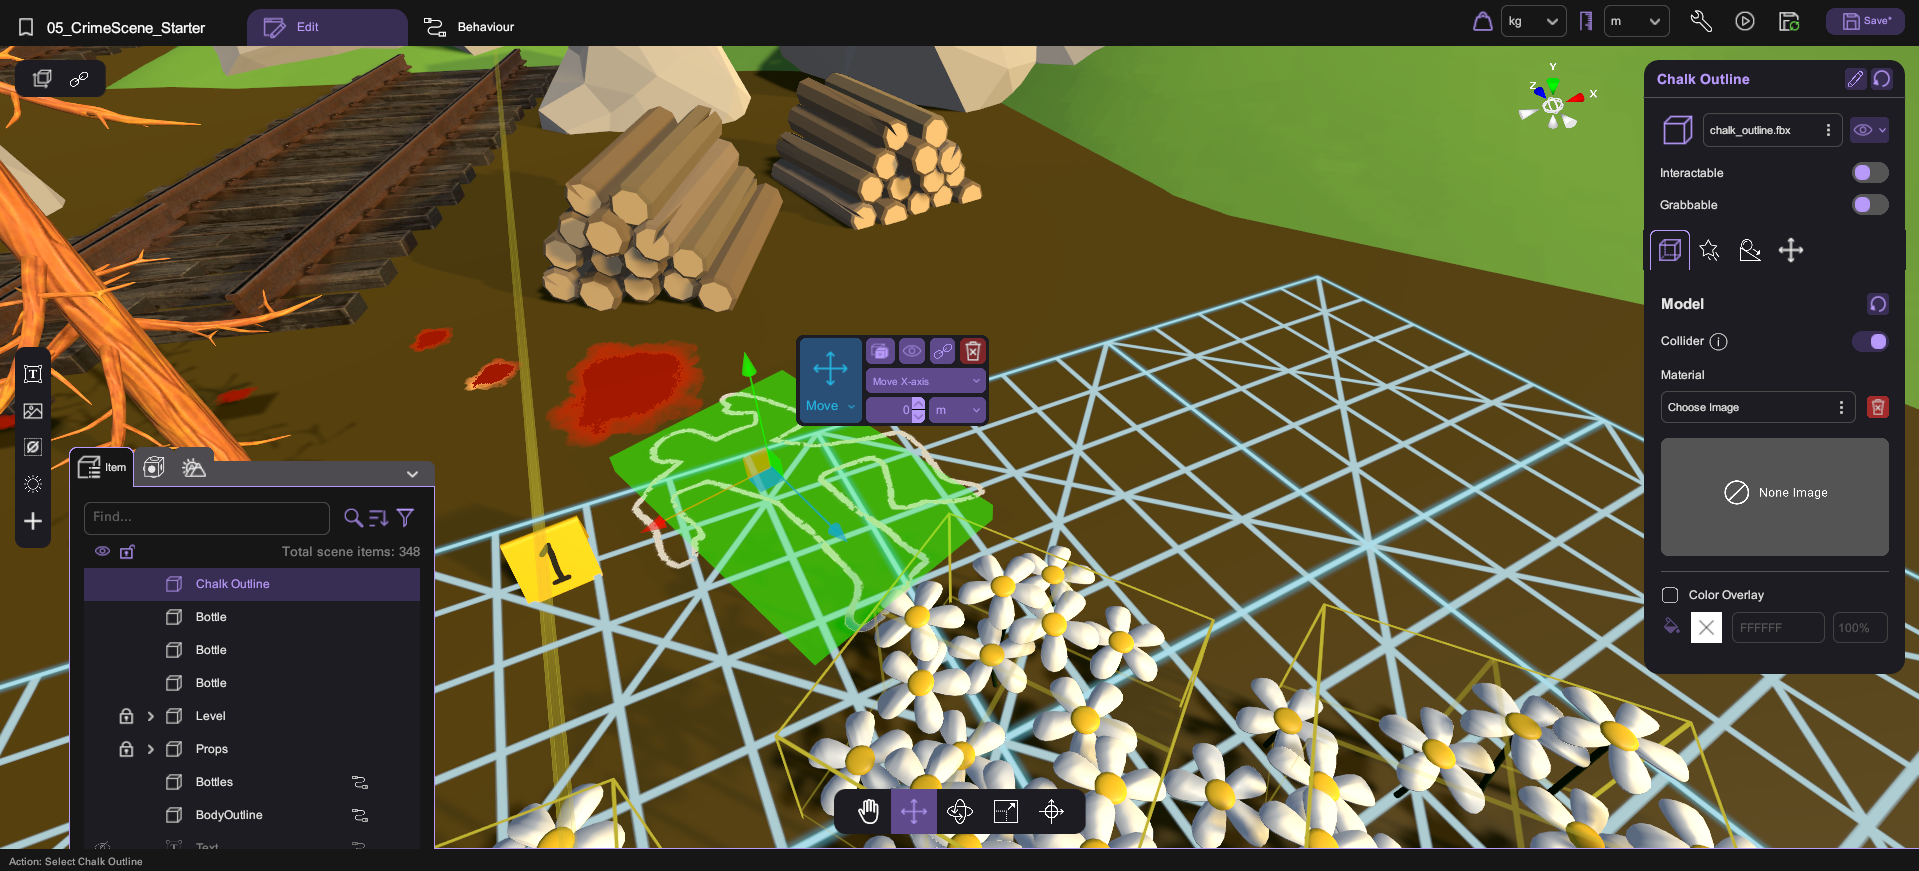 05_CrimeScene_Starter
Edit
Behaviour
kg
m
Save*
Y
Z
X
Chalk Outline
chalk_outline.fbx
Interactable
Grabbable
Model
Collider
i
Material
Choose Image
None Image
Color Overlay
FFFFFF
100%
Move
Move X-axis
0
m
1
Item
Find...
Total scene items: 348
Chalk Outline
Bottle
Bottle
Bottle
Level
Props
Bottles
BodyOutline
Text
Action: Select Chalk Outline